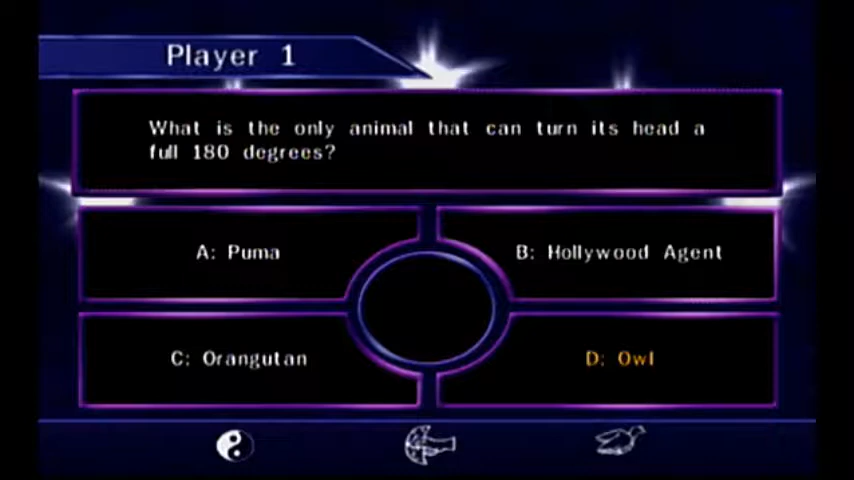 Player 1
What is the only animal that can turn its head a
full 180 degrees?
A: Puma
B: Hollywood Agent
C: Orangutan
D: Owl